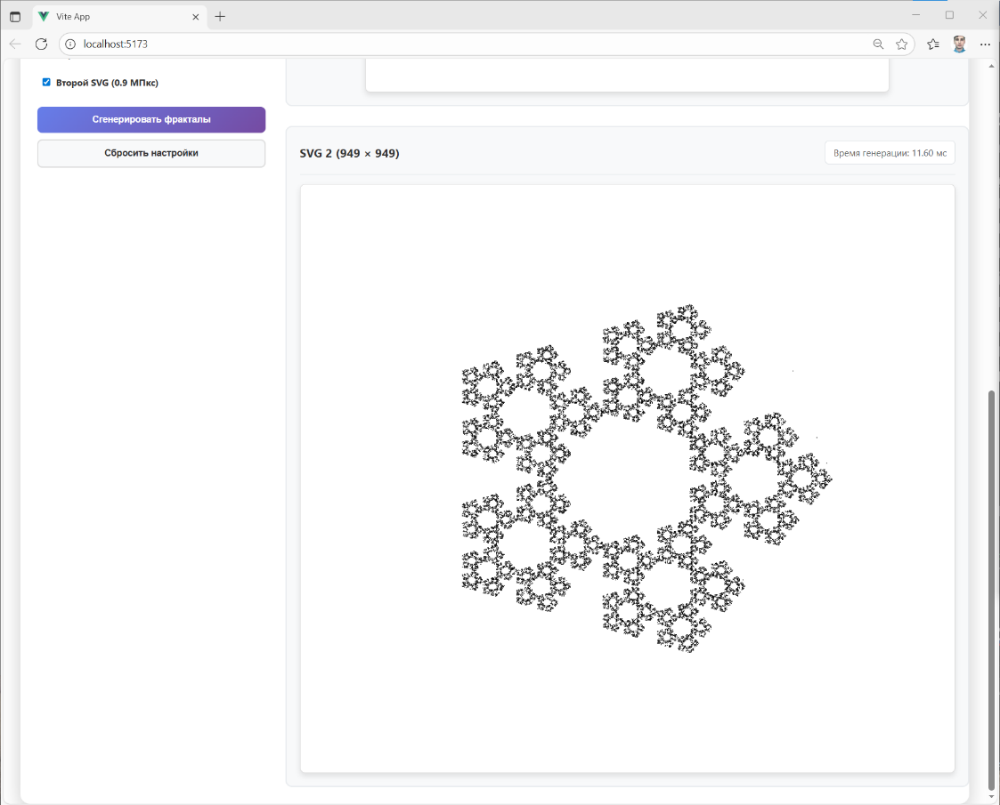 Vite App
localhost:5173
Второй SVG (0.9 МПкс)
Сгенерировать фракталы
Сбросить настройки
SVG 2 (949 × 949)
Время генерации: 11.60 мс